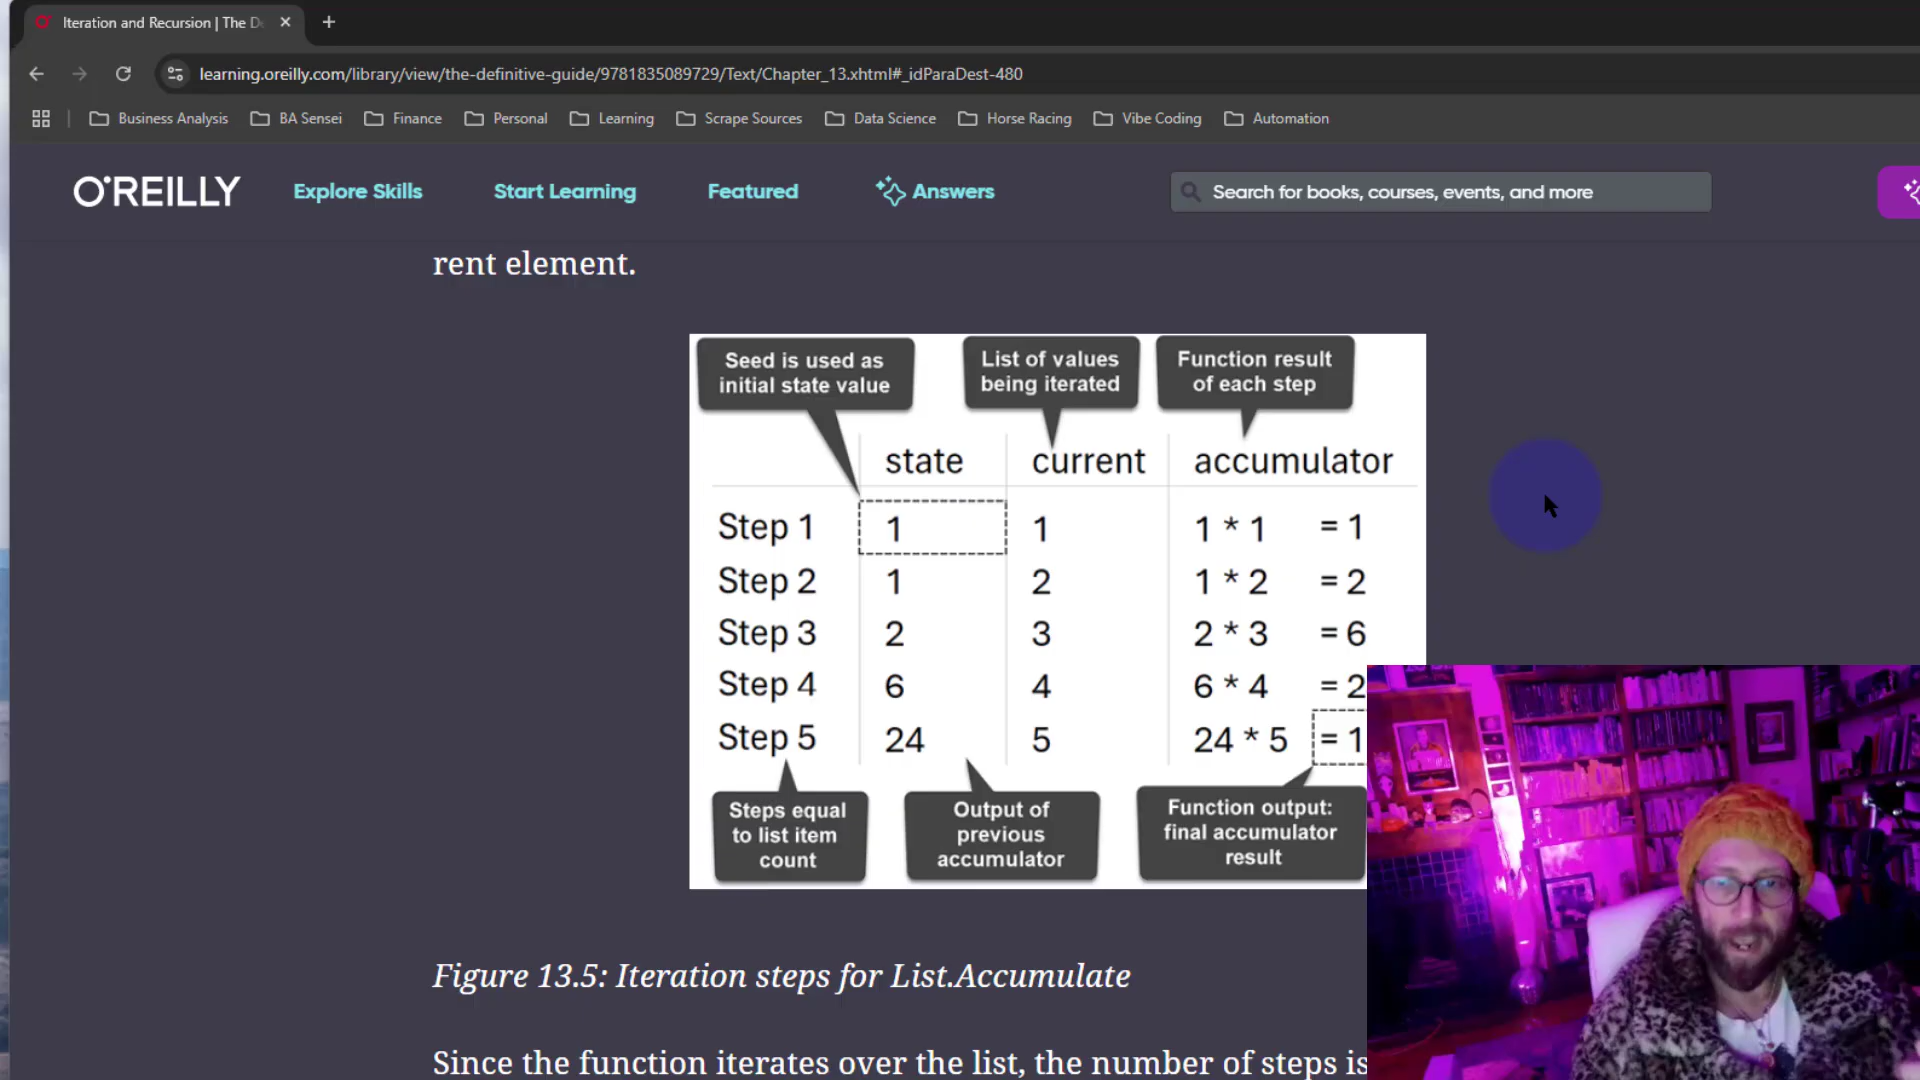 Iteration and Recursion | The D
learning.oreilly.com/library/view/the-definitive-guide/9781835089729/Text/Chapter_13.xhtml#_idParaDest-480
Business Analysis BA Sensei Finance Personal Learning Scrape Sources Data Science Horse Racing Vibe Coding Automation
O'REILLY Explore Skills Start Learning Featured Answers Search for books, courses, events, and more
rent element.
Seed is used as
initial state value
List of values
being iterated
Function result
of each step
state current accumulator
Step 1 1 1 1 * 1 = 1
Step 2 1 2 1 * 2 = 2
Step 3 2 3 2 * 3 = 6
Step 4 6 4 6 * 4 = 2
Step 5 24 5 24 * 5 = 1
Steps equal
to list item
count
Output of
previous
accumulator
Function output:
final accumulator
result
Figure 13.5: Iteration steps for List.Accumulate
Since the function iterates over the list, the number of steps is